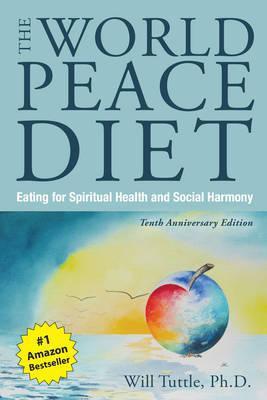 THE
WORLD
PEACE
DIET
Eating for Spiritual Health and Social Harmony
Tenth Anniversary Edition
#1
Amazon
Bestseller
Will Tuttle, Ph.D.